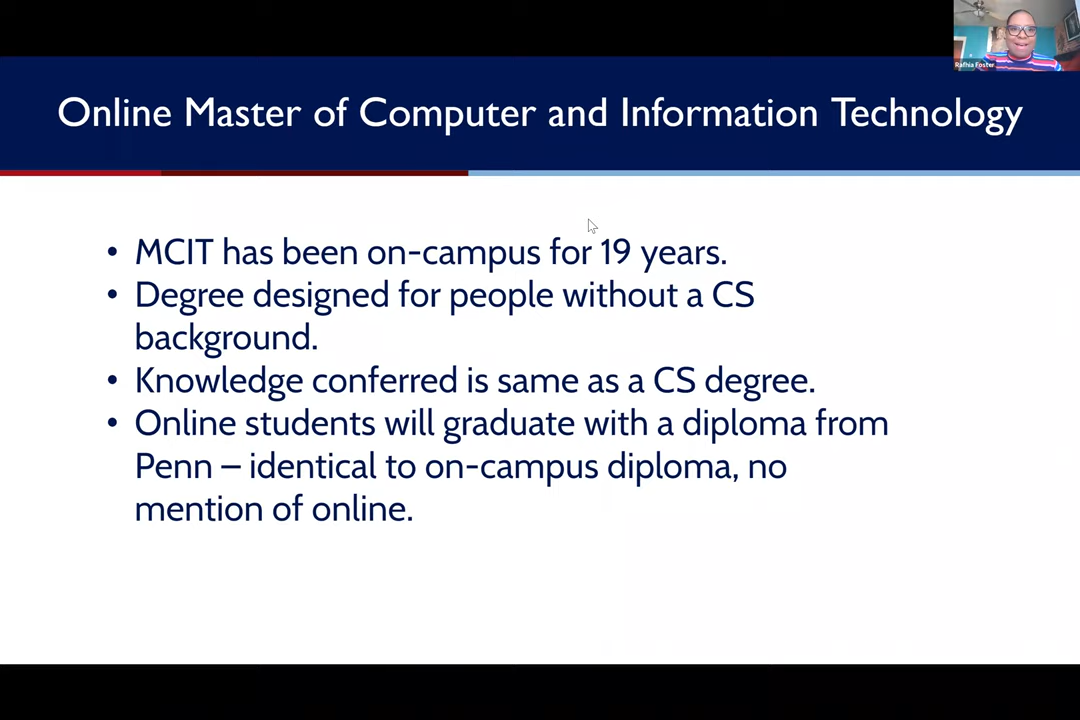 Rafhia Foster
Online Master of Computer and Information Technology
• MCIT has been on-campus for 19 years.
• Degree designed for people without a CS
background.
• Knowledge conferred is same as a CS degree.
• Online students will graduate with a diploma from
Penn – identical to on-campus diploma, no
mention of online.